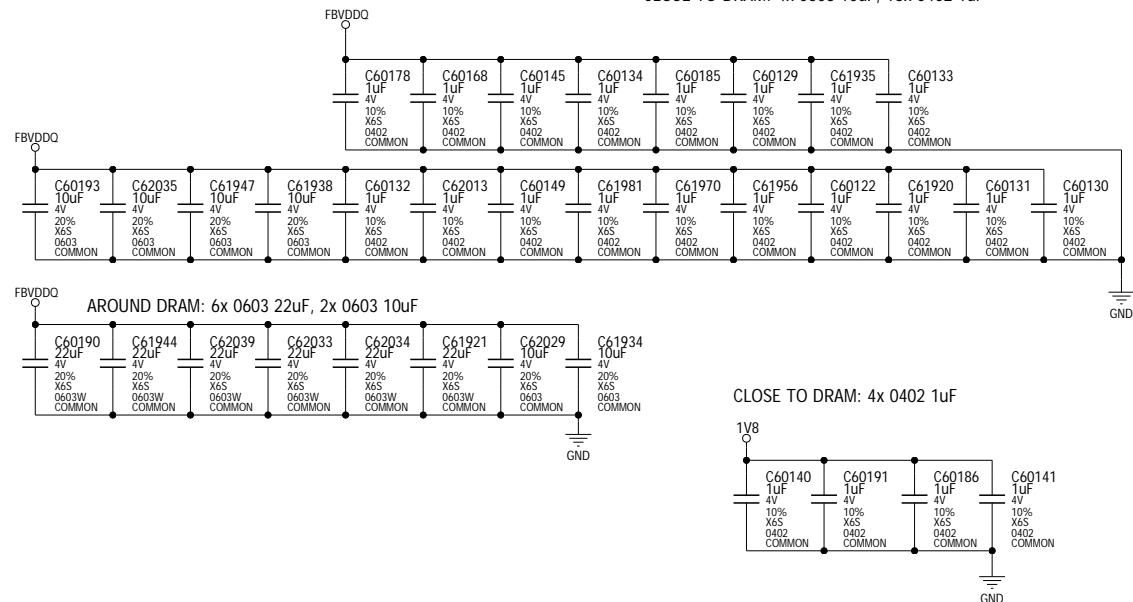 FBVDDQ
C60178 C60168 C60145 C60134 C60185 C60129 C61935 C60133
1uF 1uF 1uF 1uF 1uF 1uF 1uF 1uF
4V 4V 4V 4V 4V 4V 4V 4V
10% 10% 10% 10% 10% 10% 10% 10%
X6S X6S X6S X6S X6S X6S X6S X6S
0402 0402 0402 0402 0402 0402 0402 0402
COMMON COMMON COMMON COMMON COMMON COMMON COMMON COMMON
FBVDDQ
C60193 C62035 C61947 C61938 C60132 C62013 C60149 C61981 C61970 C61956 C60122 C61920 C60131 C60130
10uF 10uF 10uF 10uF 1uF 1uF 1uF 1uF 1uF 1uF 1uF 1uF 1uF 1uF
4V 4V 4V 4V 4V 4V 4V 4V 4V 4V 4V 4V 4V 4V
20% 20% 20% 20% 10% 10% 10% 10% 10% 10% 10% 10% 10% 10%
X6S X6S X6S X6S X6S X6S X6S X6S X6S X6S X6S X6S X6S X6S
0603 0603 0603 0603 0402 0402 0402 0402 0402 0402 0402 0402 0402 0402
COMMON COMMON COMMON COMMON COMMON COMMON COMMON COMMON COMMON COMMON COMMON COMMON COMMON COMMON
GND
FBVDDQ
AROUND DRAM: 6x 0603 22uF, 2x 0603 10uF
C60190 C61944 C62039 C62033 C62034 C61921 C62029 C61934
22uF 22uF 22uF 22uF 22uF 22uF 10uF 10uF
4V 4V 4V 4V 4V 4V 4V 4V
20% 20% 20% 20% 20% 20% 20% 20%
X6S X6S X6S X6S X6S X6S X6S X6S
0603W 0603W 0603W 0603W 0603W 0603W 0603 0603
COMMON COMMON COMMON COMMON COMMON COMMON COMMON COMMON
GND
CLOSE TO DRAM: 4x 0402 1uF
1V8
C60140 C60191 C60186 C60141
1uF 1uF 1uF 1uF
4V 4V 4V 4V
10% 10% 10% 10%
X6S X6S X6S X6S
0402 0402 0402 0402
COMMON COMMON COMMON COMMON
GND